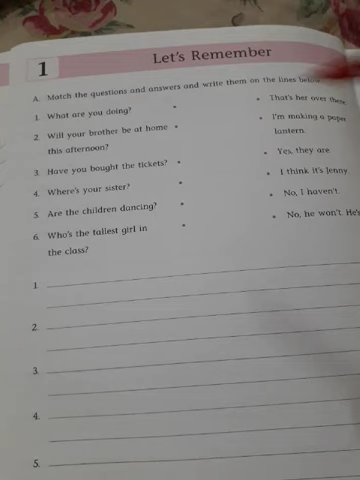 1
Let's Remember
A. Match the questions and answers and write them on the lines below.
1. What are you doing?
• That's her over there.
2. Will your brother be at home
this afternoon?
• I'm making a paper
lantern.
3. Have you bought the tickets?
• Yes, they are.
4. Where's your sister?
• I think it's Jenny.
5. Are the children dancing?
• No, I haven't.
6. Who's the tallest girl in
the class?
• No, he won't. He's
1.
2.
3.
4.
5.